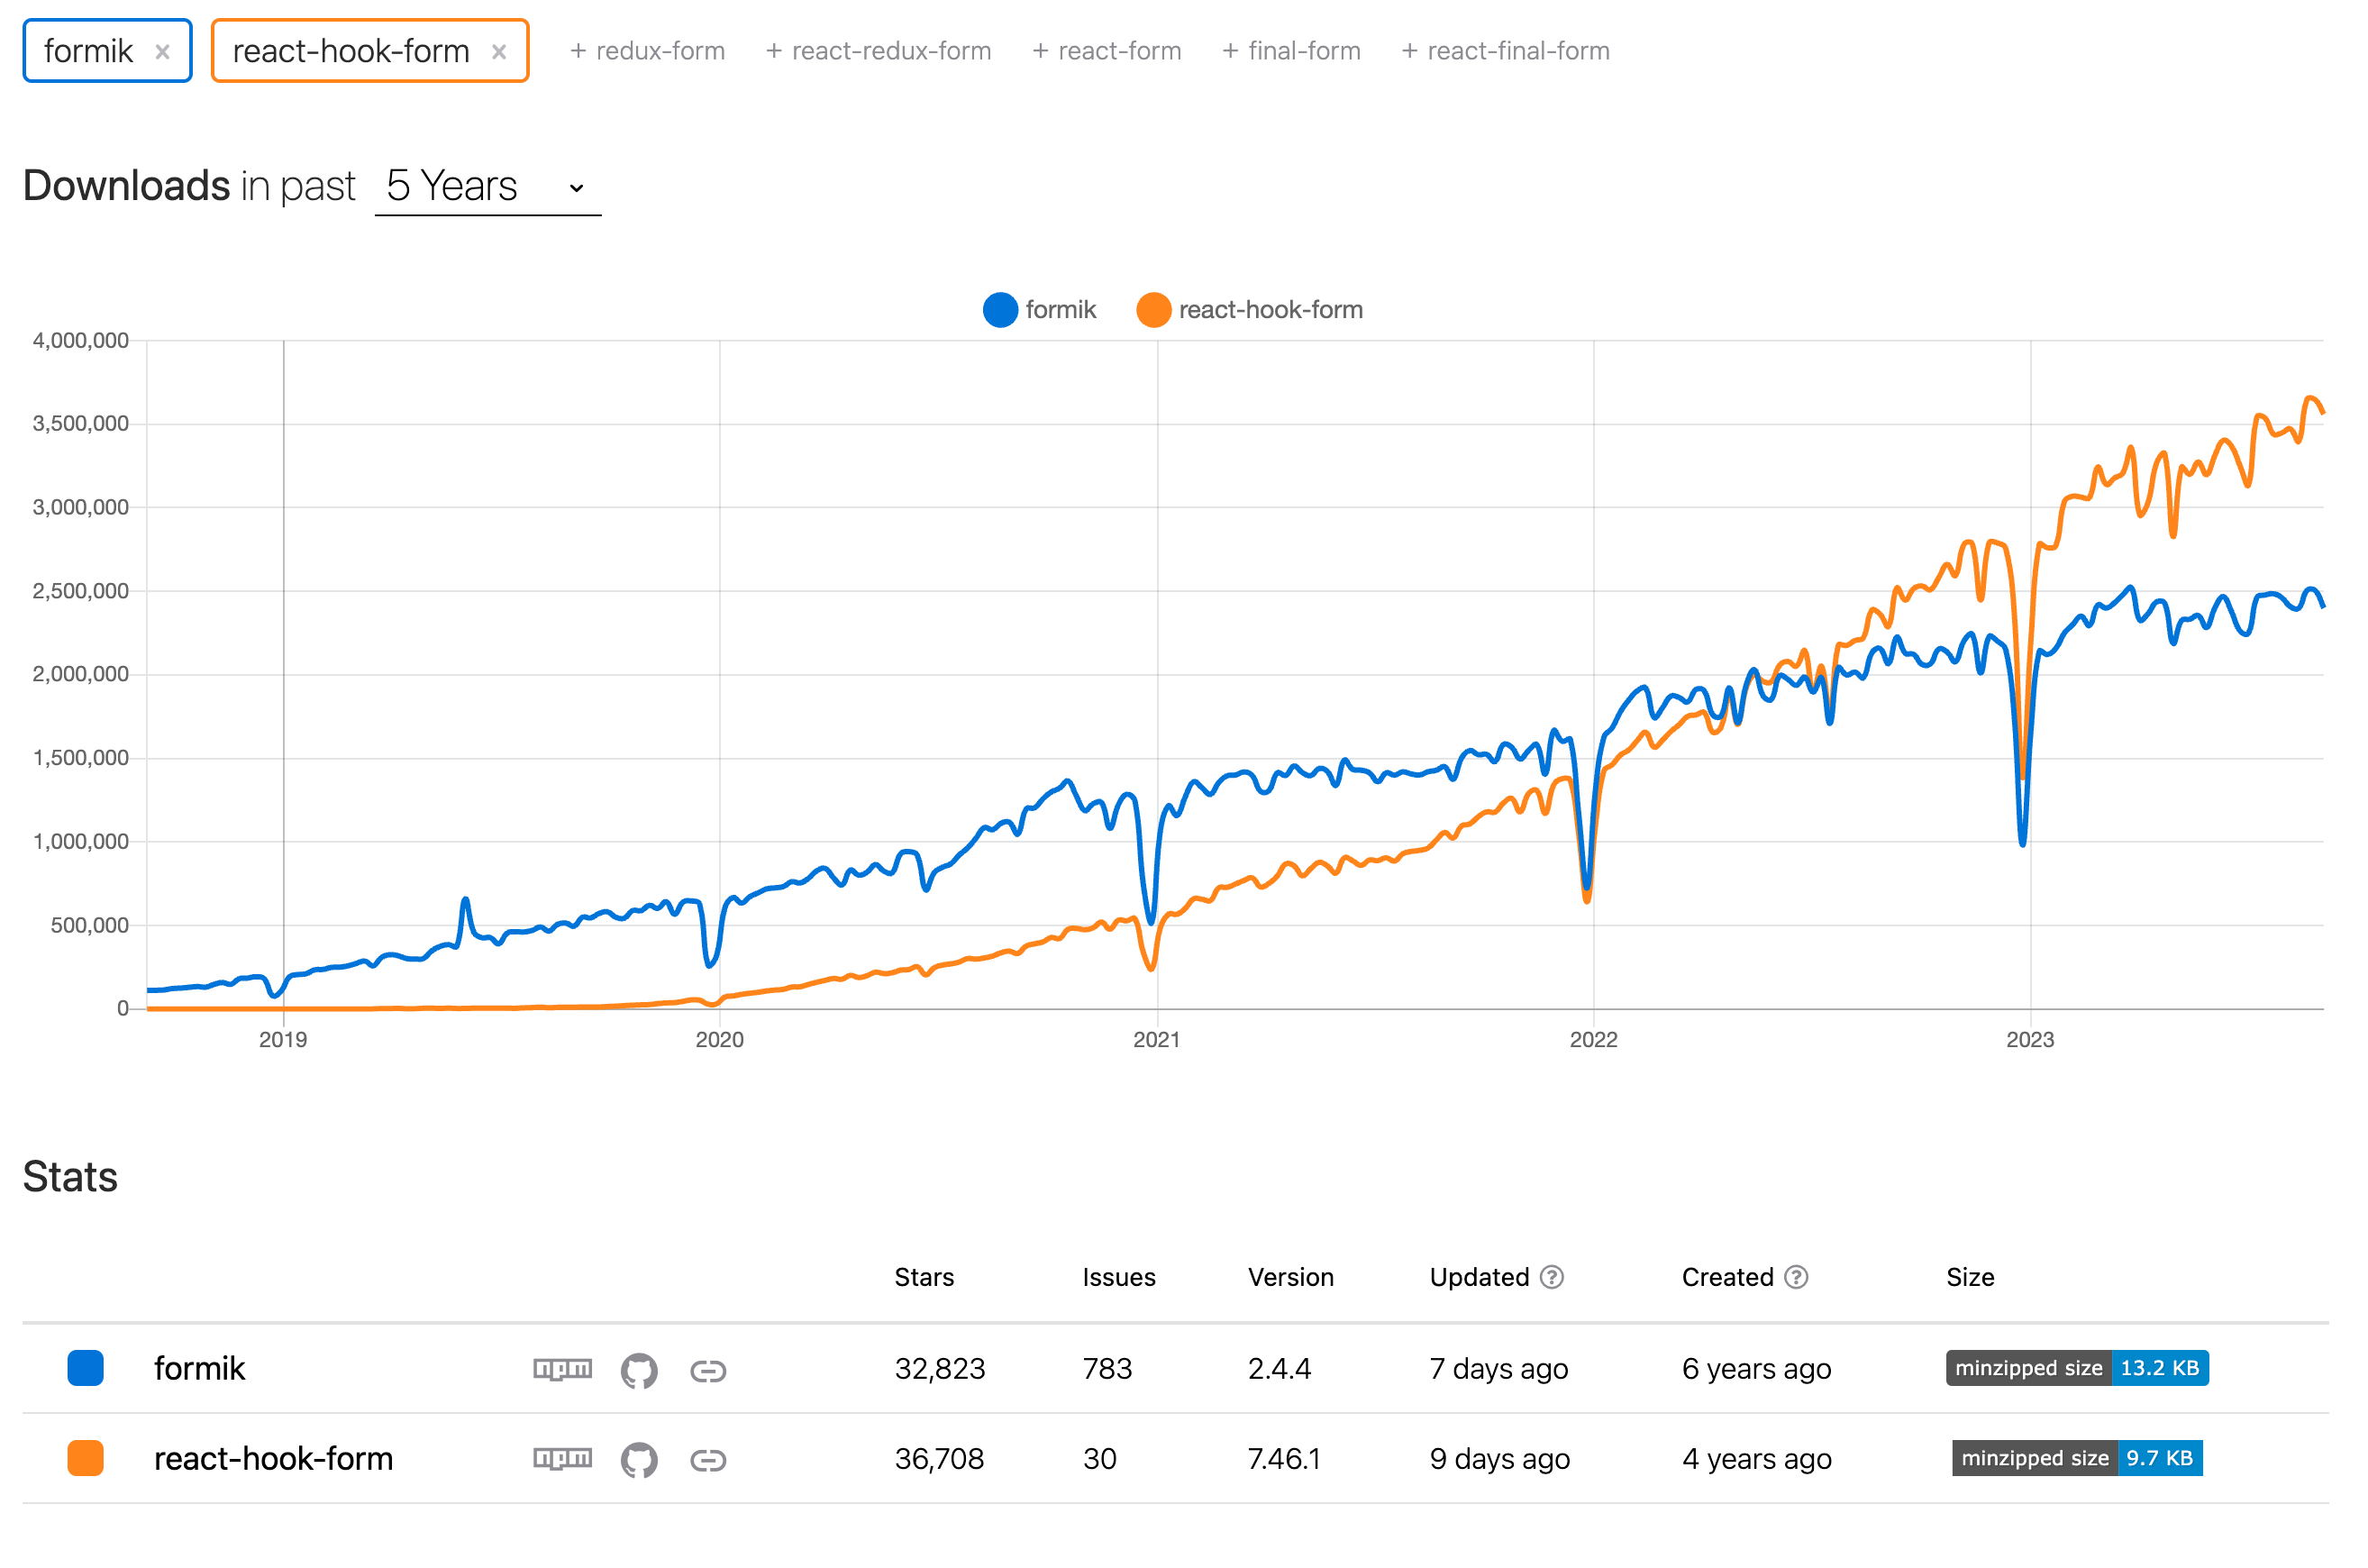 formik × react-hook-form × + redux-form + react-redux-form + react-form + final-form + react-final-form
Downloads in past 5 Years
formik react-hook-form
4,000,000
3,500,000
3,000,000
2,500,000
2,000,000
1,500,000
1,000,000
500,000
0
2019 2020 2021 2022 2023
Stats
Stars Issues Version Updated ? Created ? Size
formik npm 32,823 783 2.4.4 7 days ago 6 years ago minzipped size 13.2 KB
react-hook-form npm 36,708 30 7.46.1 9 days ago 4 years ago minzipped size 9.7 KB